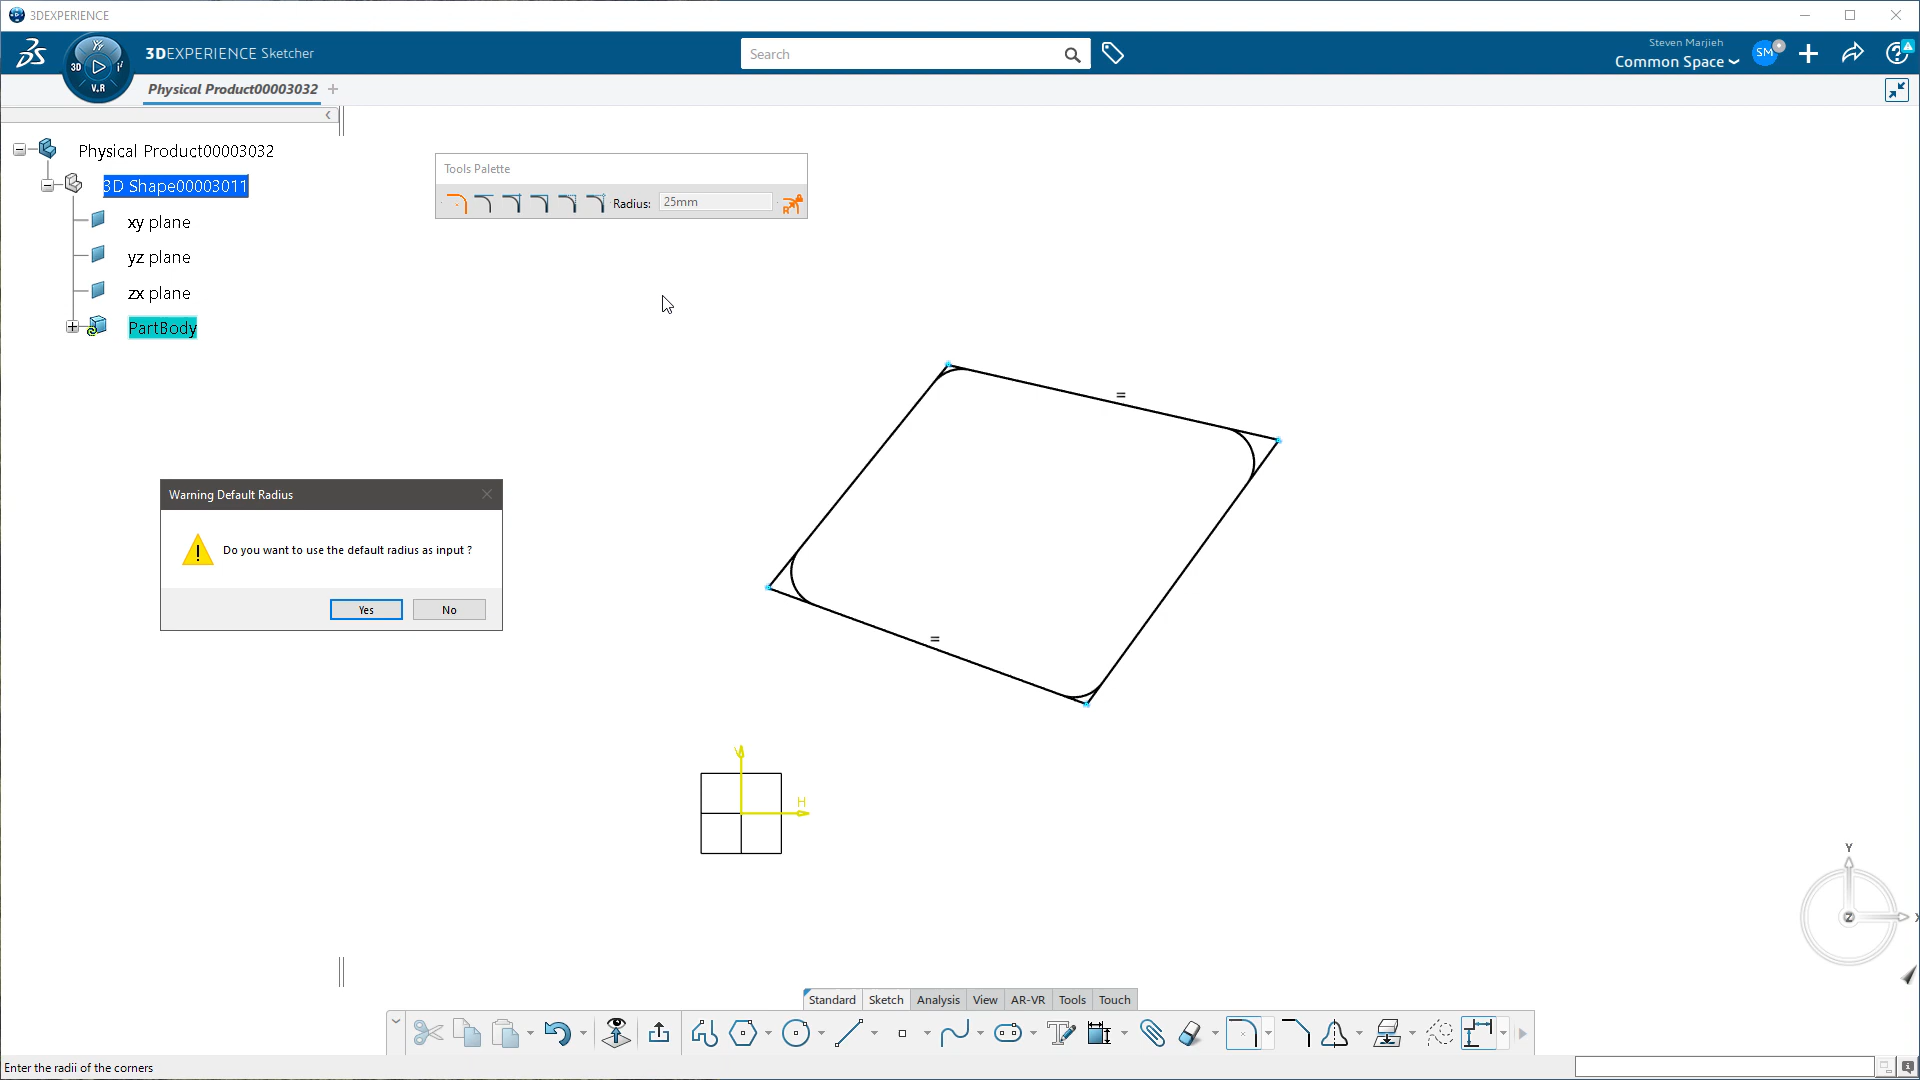 3DEXPERIENCE
3DEXPERIENCE Sketcher
Search
Steven Marjieh
Common Space
SM
3D
V.R
Physical Product00003032
Physical Product00003032
3D Shape00003011
xy plane
yz plane
zx plane
PartBody
Tools Palette
Radius: 25mm
Warning Default Radius
Do you want to use the default radius as input ?
Yes
No
=
=
V
H
Y
Z
X
Standard
Sketch
Analysis
View
AR-VR
Tools
Touch
Enter the radii of the corners